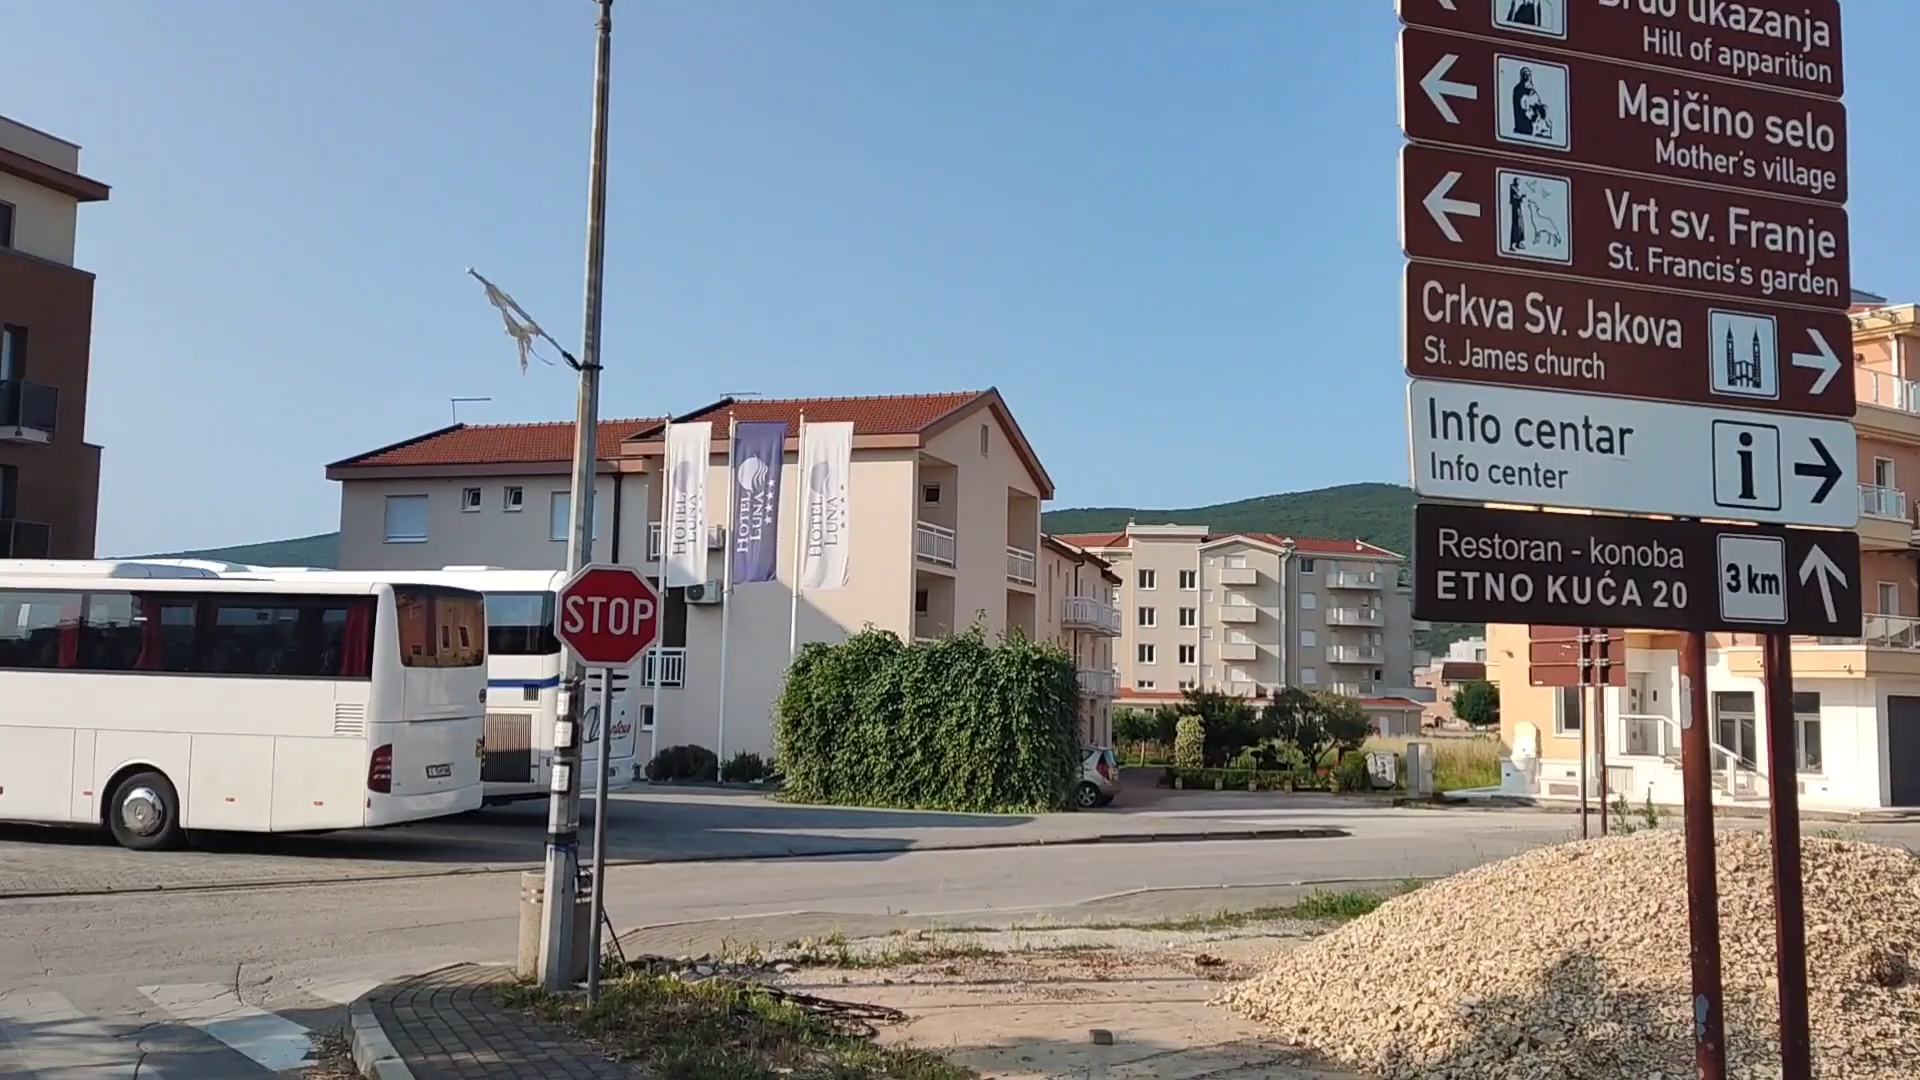 Brdo ukazanja
Hill of apparition
Majčino selo
Mother's village
Vrt sv. Franje
St. Francis's garden
Crkva Sv. Jakova
St. James church
Info centar
Info center
i
Restoran - konoba
ETNO KUĆA 20
3 km
STOP
HOTEL
LUNA
HOTEL
LUNA
HOTEL
LUNA